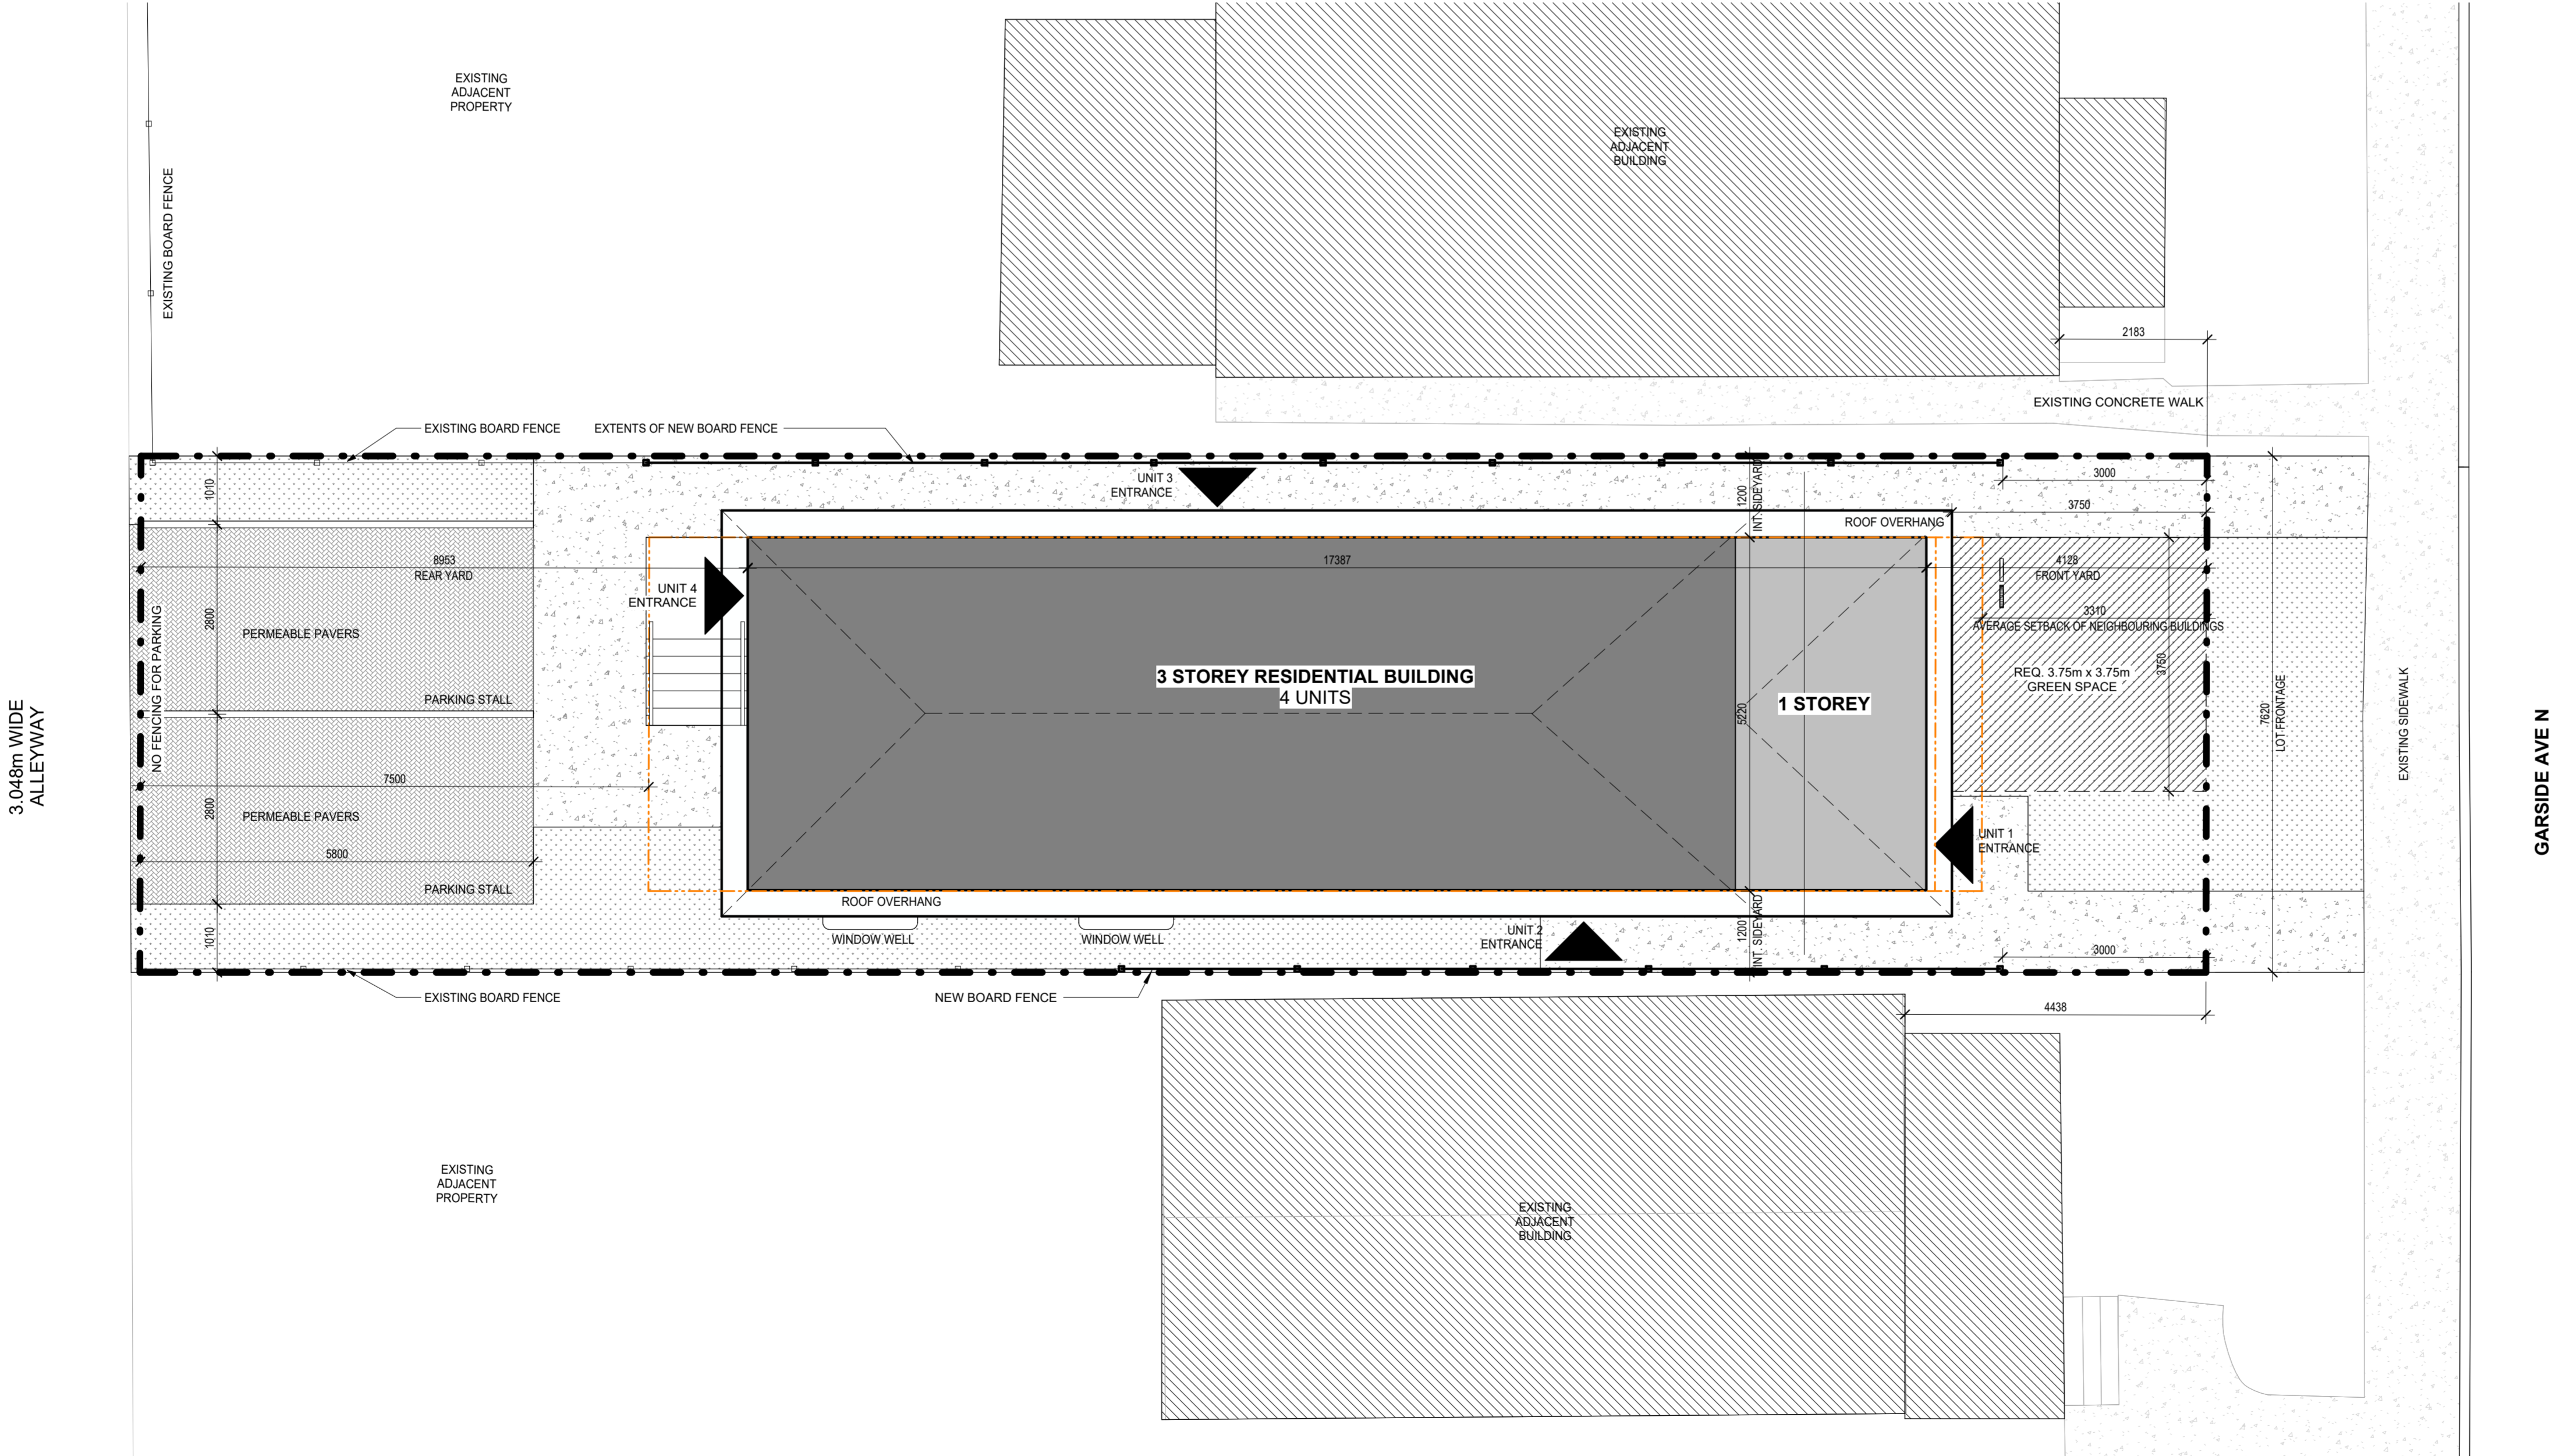 EXISTING
ADJACENT
PROPERTY
EXISTING
ADJACENT
BUILDING
EXISTING BOARD FENCE
2183
EXISTING CONCRETE WALK
EXISTING BOARD FENCE
EXTENTS OF NEW BOARD FENCE
UNIT 3
ENTRANCE
1010
1200
INT. SIDEYARD
3000
3750
ROOF OVERHANG
8953
REAR YARD
17387
4128
FRONT YARD
UNIT 4
ENTRANCE
3310
AVERAGE SETBACK OF NEIGHBOURING BUILDINGS
2800
PERMEABLE PAVERS
NO FENCING FOR PARKING
PARKING STALL
3 STOREY RESIDENTIAL BUILDING
4 UNITS
5220
1 STOREY
REQ. 3.75m x 3.75m
GREEN SPACE
3750
7620
LOT FRONTAGE
EXISTING SIDEWALK
3.048m WIDE
ALLEYWAY
GARSIDE AVE N
7500
2800
PERMEABLE PAVERS
5800
PARKING STALL
UNIT 1
ENTRANCE
ROOF OVERHANG
1010
WINDOW WELL
WINDOW WELL
UNIT 2
ENTRANCE
1200
INT. SIDEYARD
3000
EXISTING BOARD FENCE
NEW BOARD FENCE
4438
EXISTING
ADJACENT
PROPERTY
EXISTING
ADJACENT
BUILDING